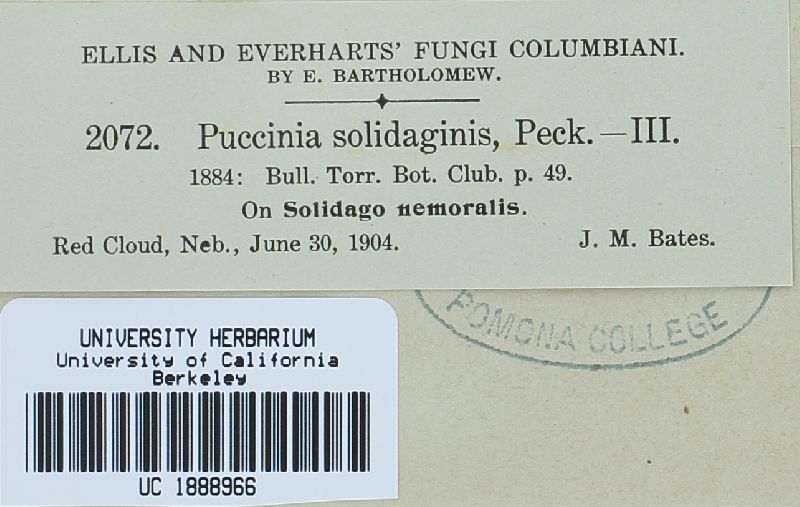 ELLIS AND EVERHARTS' FUNGI COLUMBIANI.
BY E. BARTHOLOMEW.
2072. Puccinia solidaginis, Peck.—III.
1884: Bull. Torr. Bot. Club. p. 49.
On Solidago nemoralis.
Red Cloud, Neb., June 30, 1904. J. M. Bates.
POMONA COLLEGE
UNIVERSITY HERBARIUM
University of California
Berkeley
UC 1888966